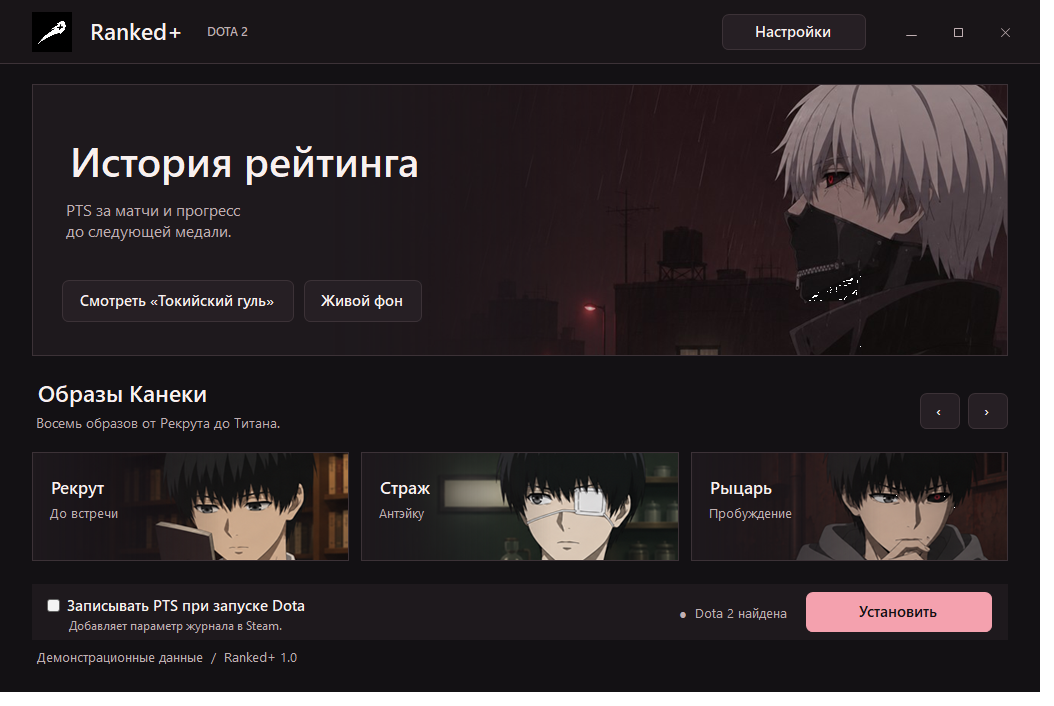 Ranked+
DOTA 2
Настройки
История рейтинга
PTS за матчи и прогресс
до следующей медали.
Смотреть «Токийский гуль»
Живой фон
Образы Канеки
Восемь образов от Рекрута до Титана.
‹
›
Рекрут
До встречи
Страж
Антэйку
Рыцарь
Пробуждение
Записывать PTS при запуске Dota
Добавляет параметр журнала в Steam.
● Dota 2 найдена
Установить
Демонстрационные данные / Ranked+ 1.0